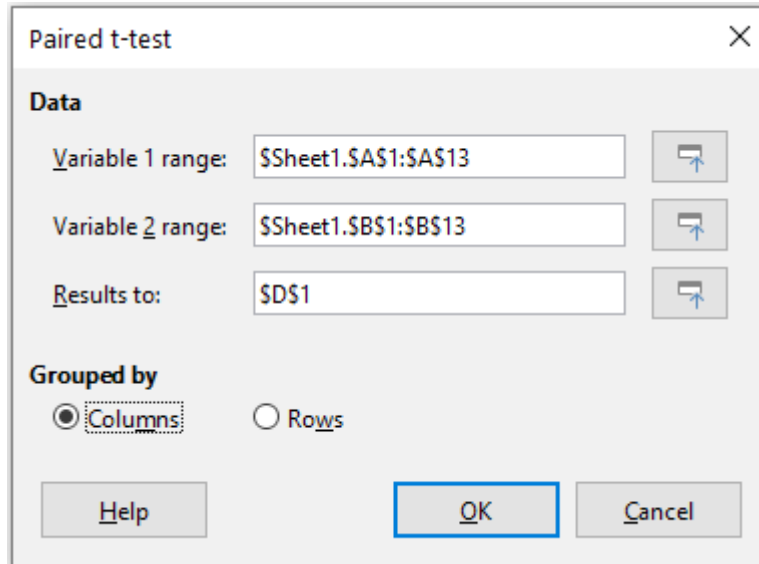 Paired t-test
Data
Variable 1 range: $Sheet1.$A$1:$A$13
Variable 2 range: $Sheet1.$B$1:$B$13
Results to: $D$1
Grouped by
Columns Rows
Help OK Cancel